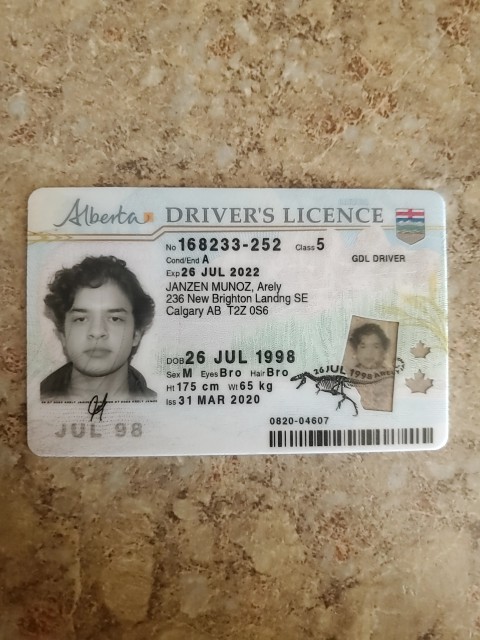 Alberta DRIVER'S LICENCE
No 168233-252 Class 5
Cond/End A GDL DRIVER
Exp 26 JUL 2022
JANZEN MUNOZ, Arely
236 New Brighton Landng SE
Calgary AB T2Z 0S6
DOB 26 JUL 1998
Sex M Eyes Bro Hair Bro
Ht 175 cm Wt 65 kg
Iss 31 MAR 2020
26 JUL 1998
0820-04607
JUL 98